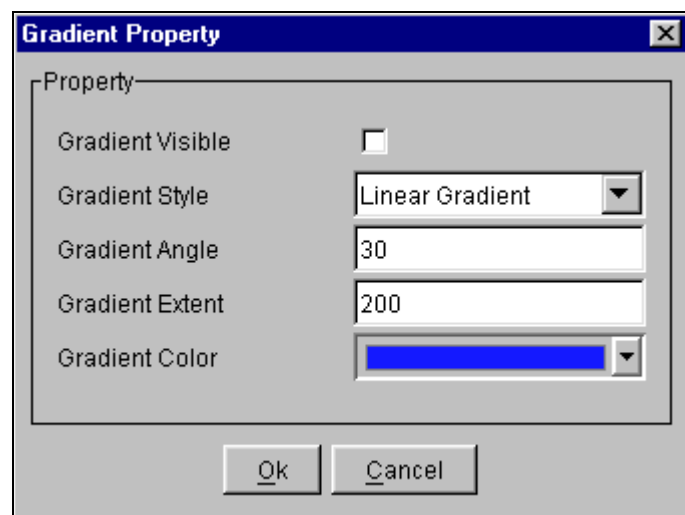 Gradient Property
Property
Gradient Visible
Gradient Style Linear Gradient
Gradient Angle 30
Gradient Extent 200
Gradient Color
Ok Cancel